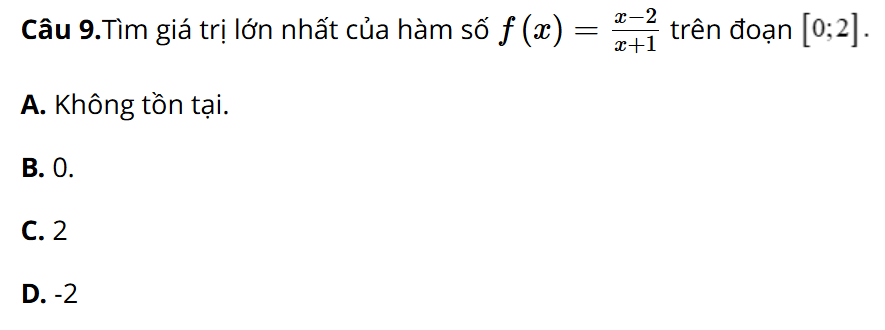 Câu 9.Tìm giá trị lớn nhất của hàm số f (x) = \frac{x-2}{x+1} trên đoạn [0;2].
A. Không tồn tại.
B. 0.
C. 2
D. -2